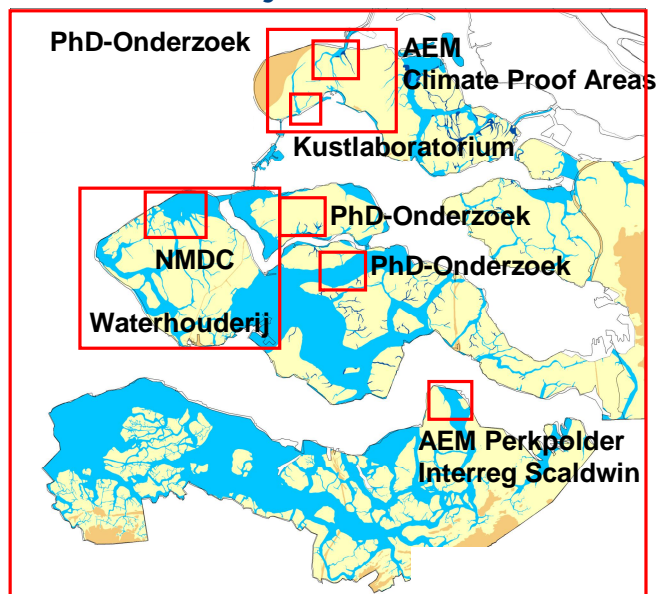 PhD-Onderzoek
AEM
Climate Proof Areas
Kustlaboratorium
PhD-Onderzoek
NMDC
PhD-Onderzoek
Waterhouderij
AEM Perkpolder
Interreg Scaldwin